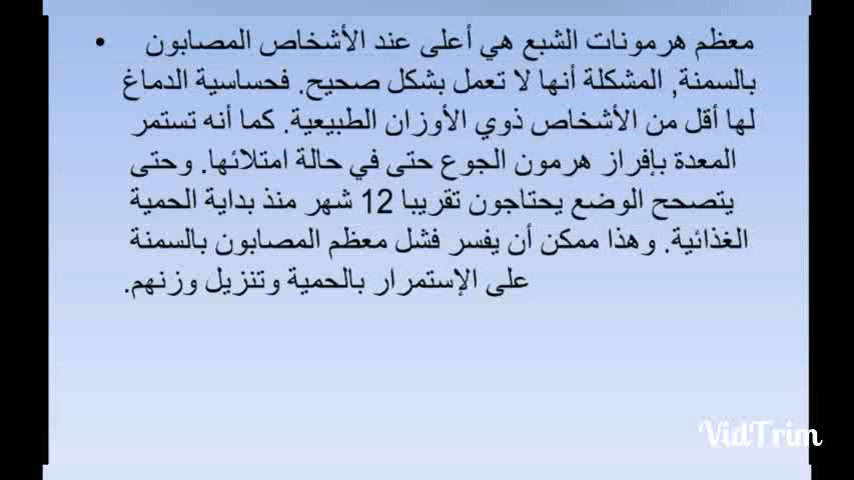 • معظم هرمونات الشبع هي أعلى عند الأشخاص المصابون
بالسمنة, المشكلة أنها لا تعمل بشكل صحيح. فحساسية الدماغ
لها أقل من الأشخاص ذوي الأوزان الطبيعية. كما أنه تستمر
المعدة بإفراز هرمون الجوع حتى في حالة امتلائها. وحتى
يتصحح الوضع يحتاجون تقريبا 12 شهر منذ بداية الحمية
الغذائية. وهذا ممكن أن يفسر فشل معظم المصابون بالسمنة
على الإستمرار بالحمية وتنزيل وزنهم.
VidTrim